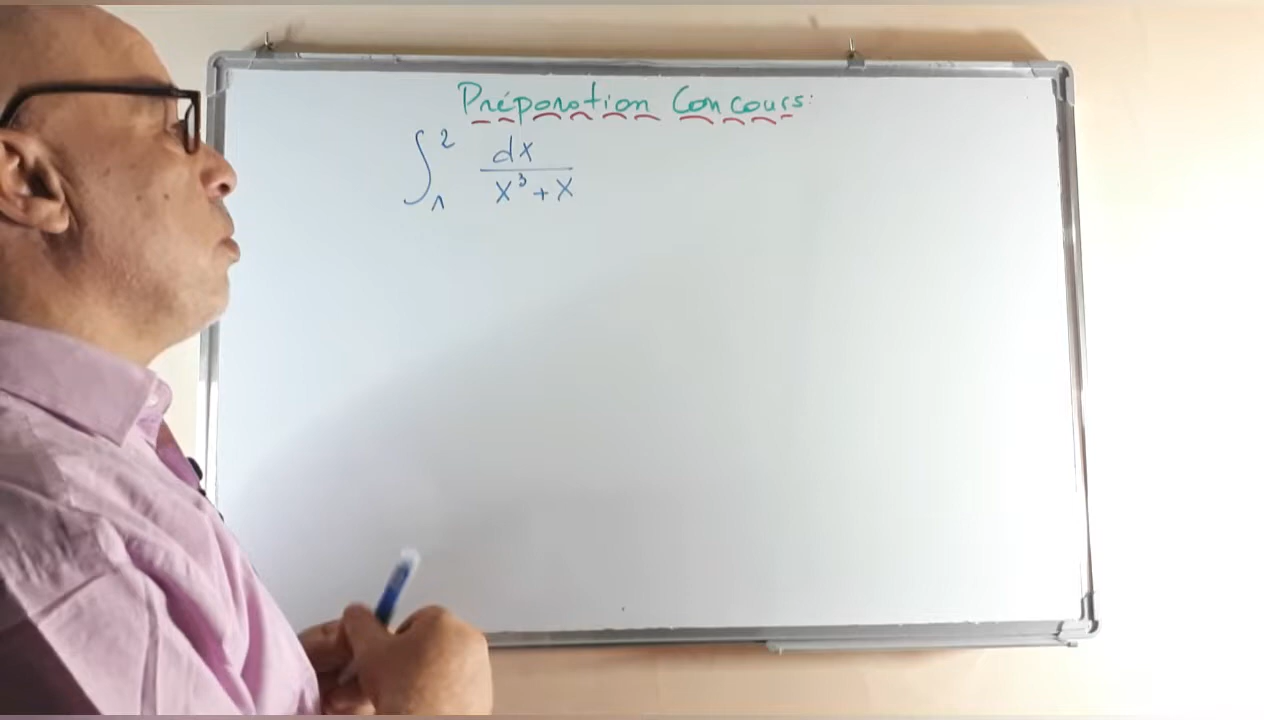 Préparation Concours:
∫₁² dx / (x³ + x)